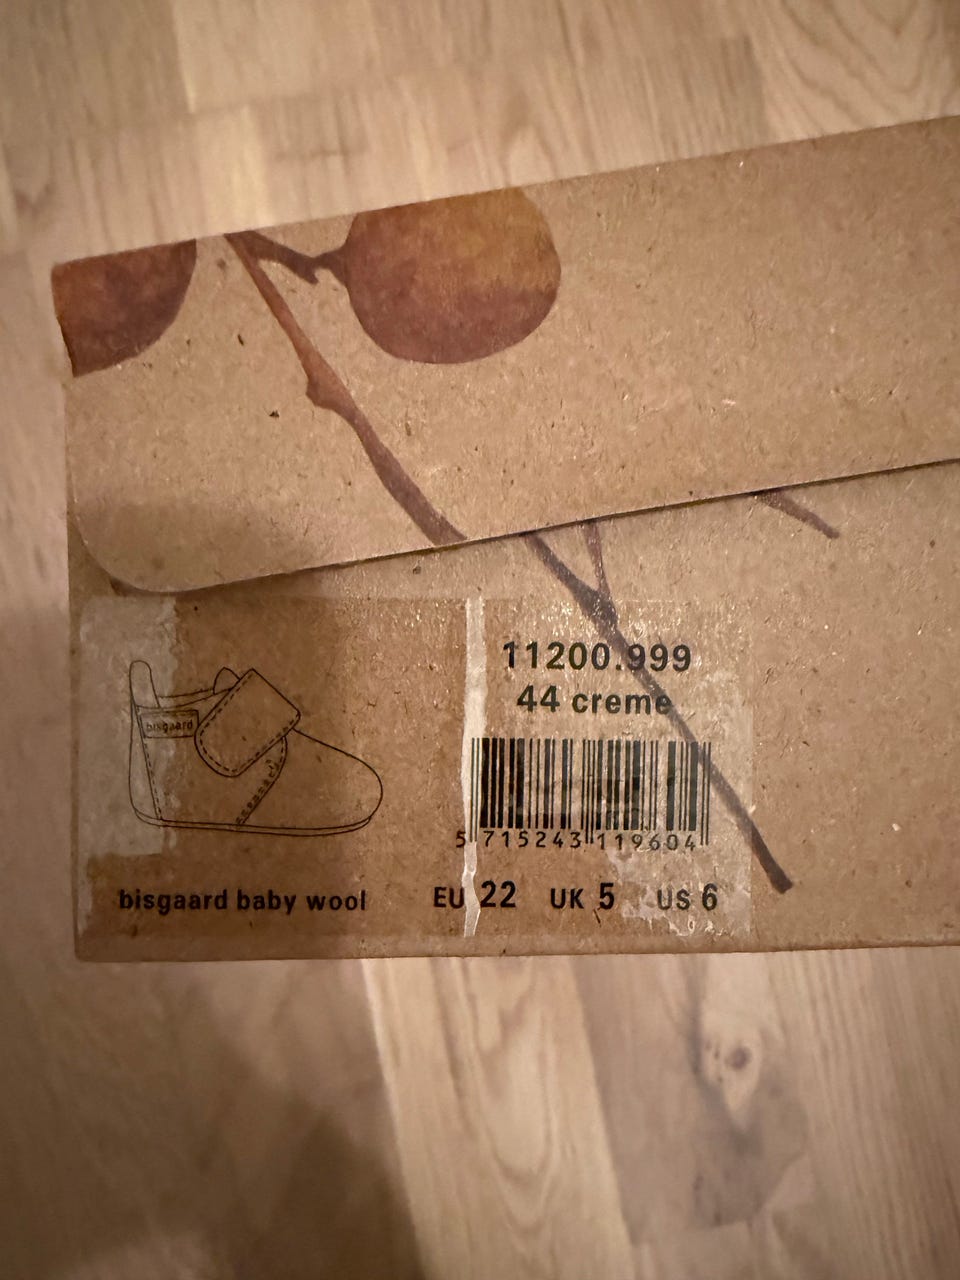 11200.999
44 creme
bisgaard
5 715243 119604
bisgaard baby wool
EU 22 UK 5 US 6